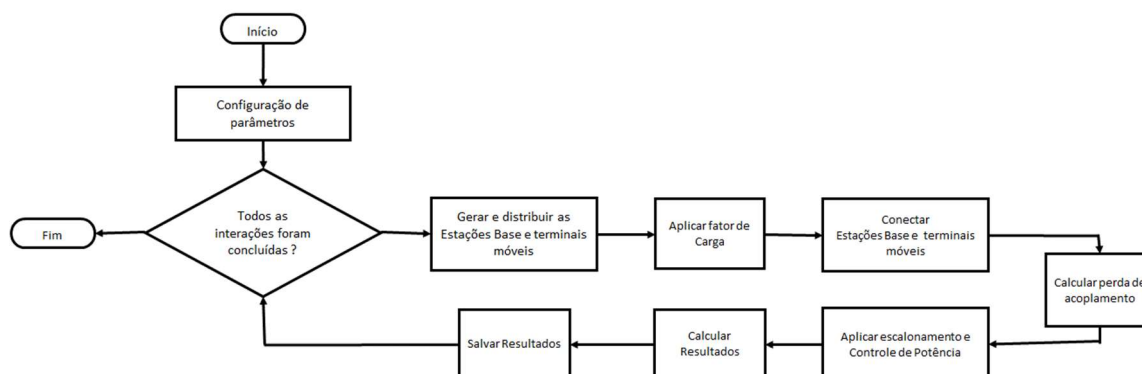 Início
Configuração de
parâmetros
Todos as
interações foram
concluídas ?
Fim
Gerar e distribuir as
Estações Base e terminais
móveis
Aplicar fator de
Carga
Conectar
Estações Base e terminais
móveis
Calcular perda de
acoplamento
Aplicar escalonamento e
Controle de Potência
Calcular
Resultados
Salvar Resultados